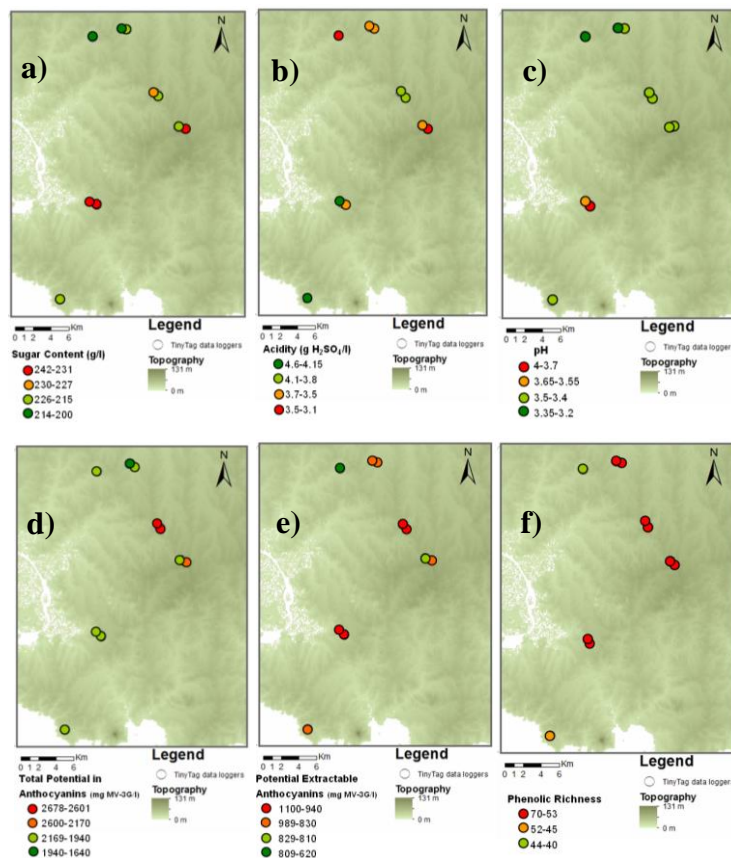 a)
N
b)
N
c)
N
Km
0 1 2 4 6
Legend
TinyTag data loggers
Sugar Content (g/l)
242-231
230-227
226-215
214-200
Topography
131 m
0 m
Km
0 1 2 4 6
Legend
TinyTag data loggers
Acidity (g H₂SO₄/l)
4.6-4.15
4.1-3.8
3.7-3.5
3.5-3.1
Topography
131 m
0 m
Km
0 1 2 4 6
Legend
TinyTag data loggers
pH
4-3.7
3.65-3.55
3.5-3.4
3.35-3.2
Topography
131 m
0 m
d)
N
e)
N
f)
N
Km
0 1 2 4 6
Legend
TinyTag data loggers
Total Potential in
Anthocyanins (mg MV-3G/l)
2678-2601
2600-2170
2169-1940
1940-1640
Topography
131 m
0 m
Km
0 1 2 4 6
Legend
TinyTag data loggers
Potential Extractable
Anthocyanins (mg MV-3G/l)
1100-940
989-830
829-810
809-620
Topography
131 m
0 m
Km
0 1 2 4 6
Legend
TinyTag data loggers
Phenolic Richness
70-53
52-45
44-40
Topography
131 m
0 m